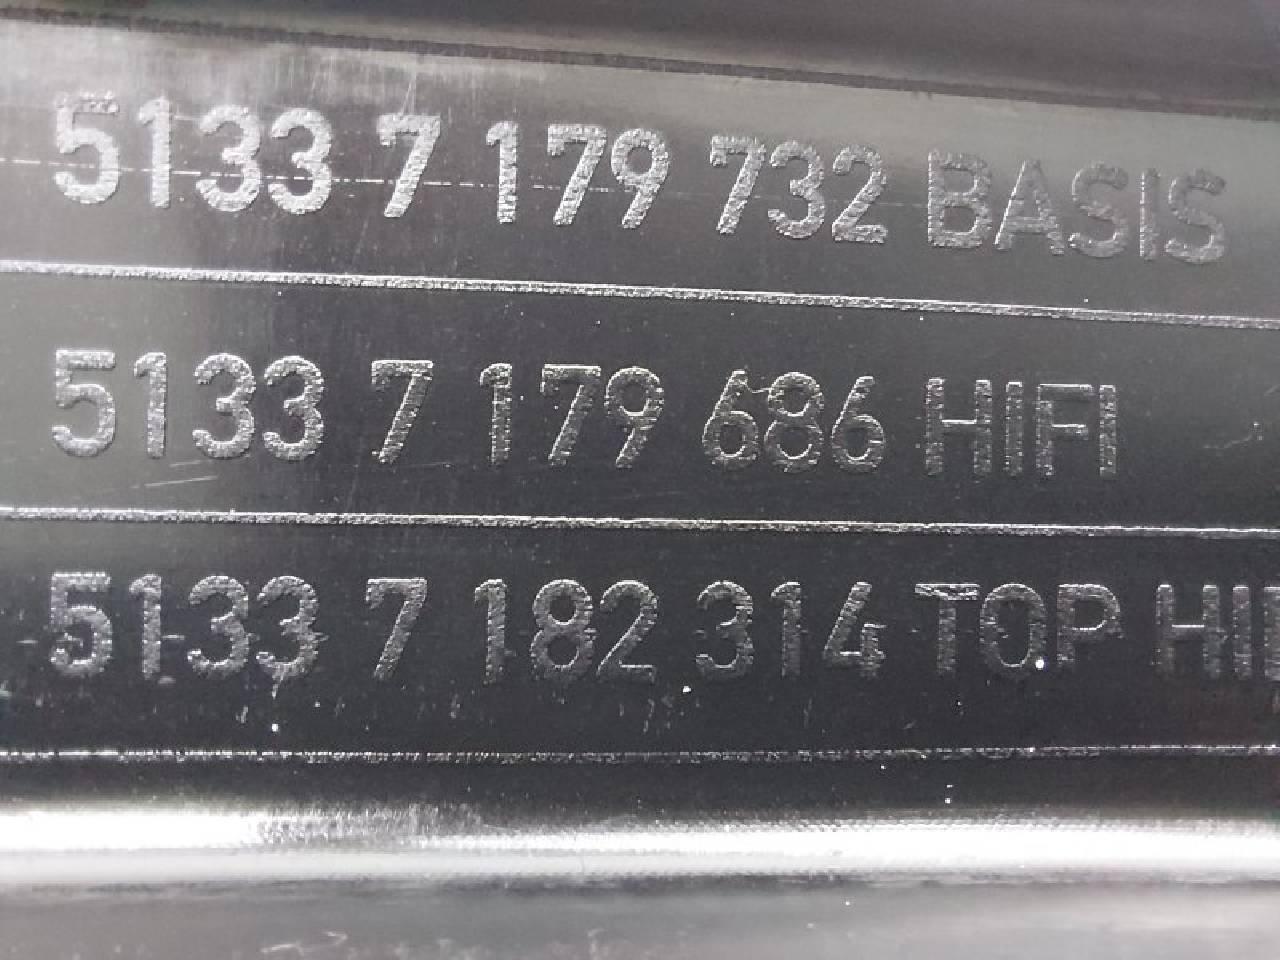 5133 7 179 732 BASIS
5133 7 179 686 HIFI
5133 7 182 314 TOP